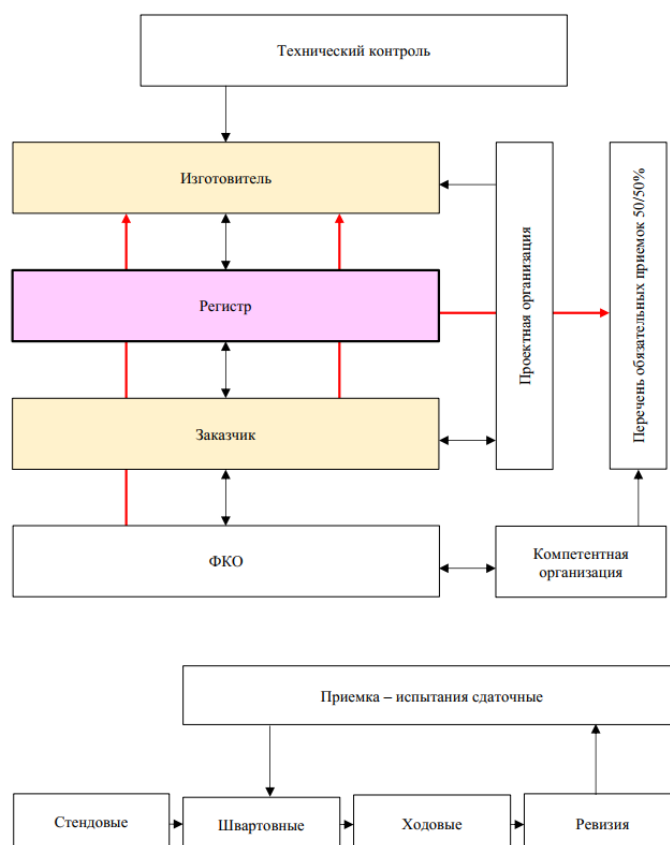 Технический контроль
Изготовитель
Регистр
Заказчик
ФКО
Проектная организация
Перечень обязательных приемок 50/50%
Компетентная
организация
Приемка – испытания сдаточные
Стендовые
Швартовные
Ходовые
Ревизия